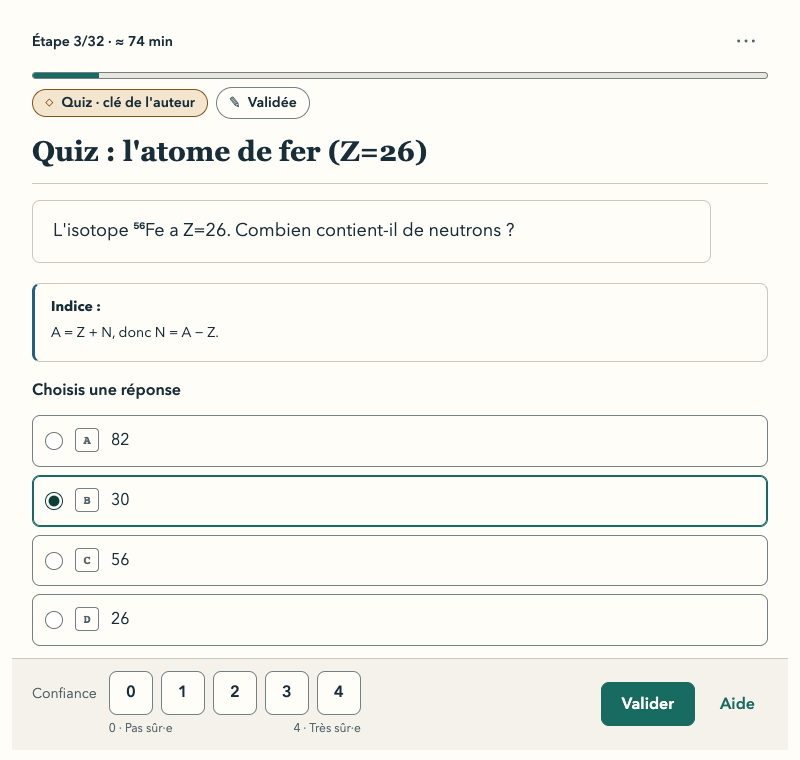 Étape 3/32 · ≈ 74 min
◇ Quiz · clé de l'auteur
✎ Validée
Quiz : l'atome de fer (Z=26)
L'isotope ⁵⁶Fe a Z=26. Combien contient-il de neutrons ?
Indice :
A = Z + N, donc N = A − Z.
Choisis une réponse
A 82
B 30
C 56
D 26
Confiance 0 1 2 3 4
0 · Pas sûr·e 4 · Très sûr·e
Valider Aide